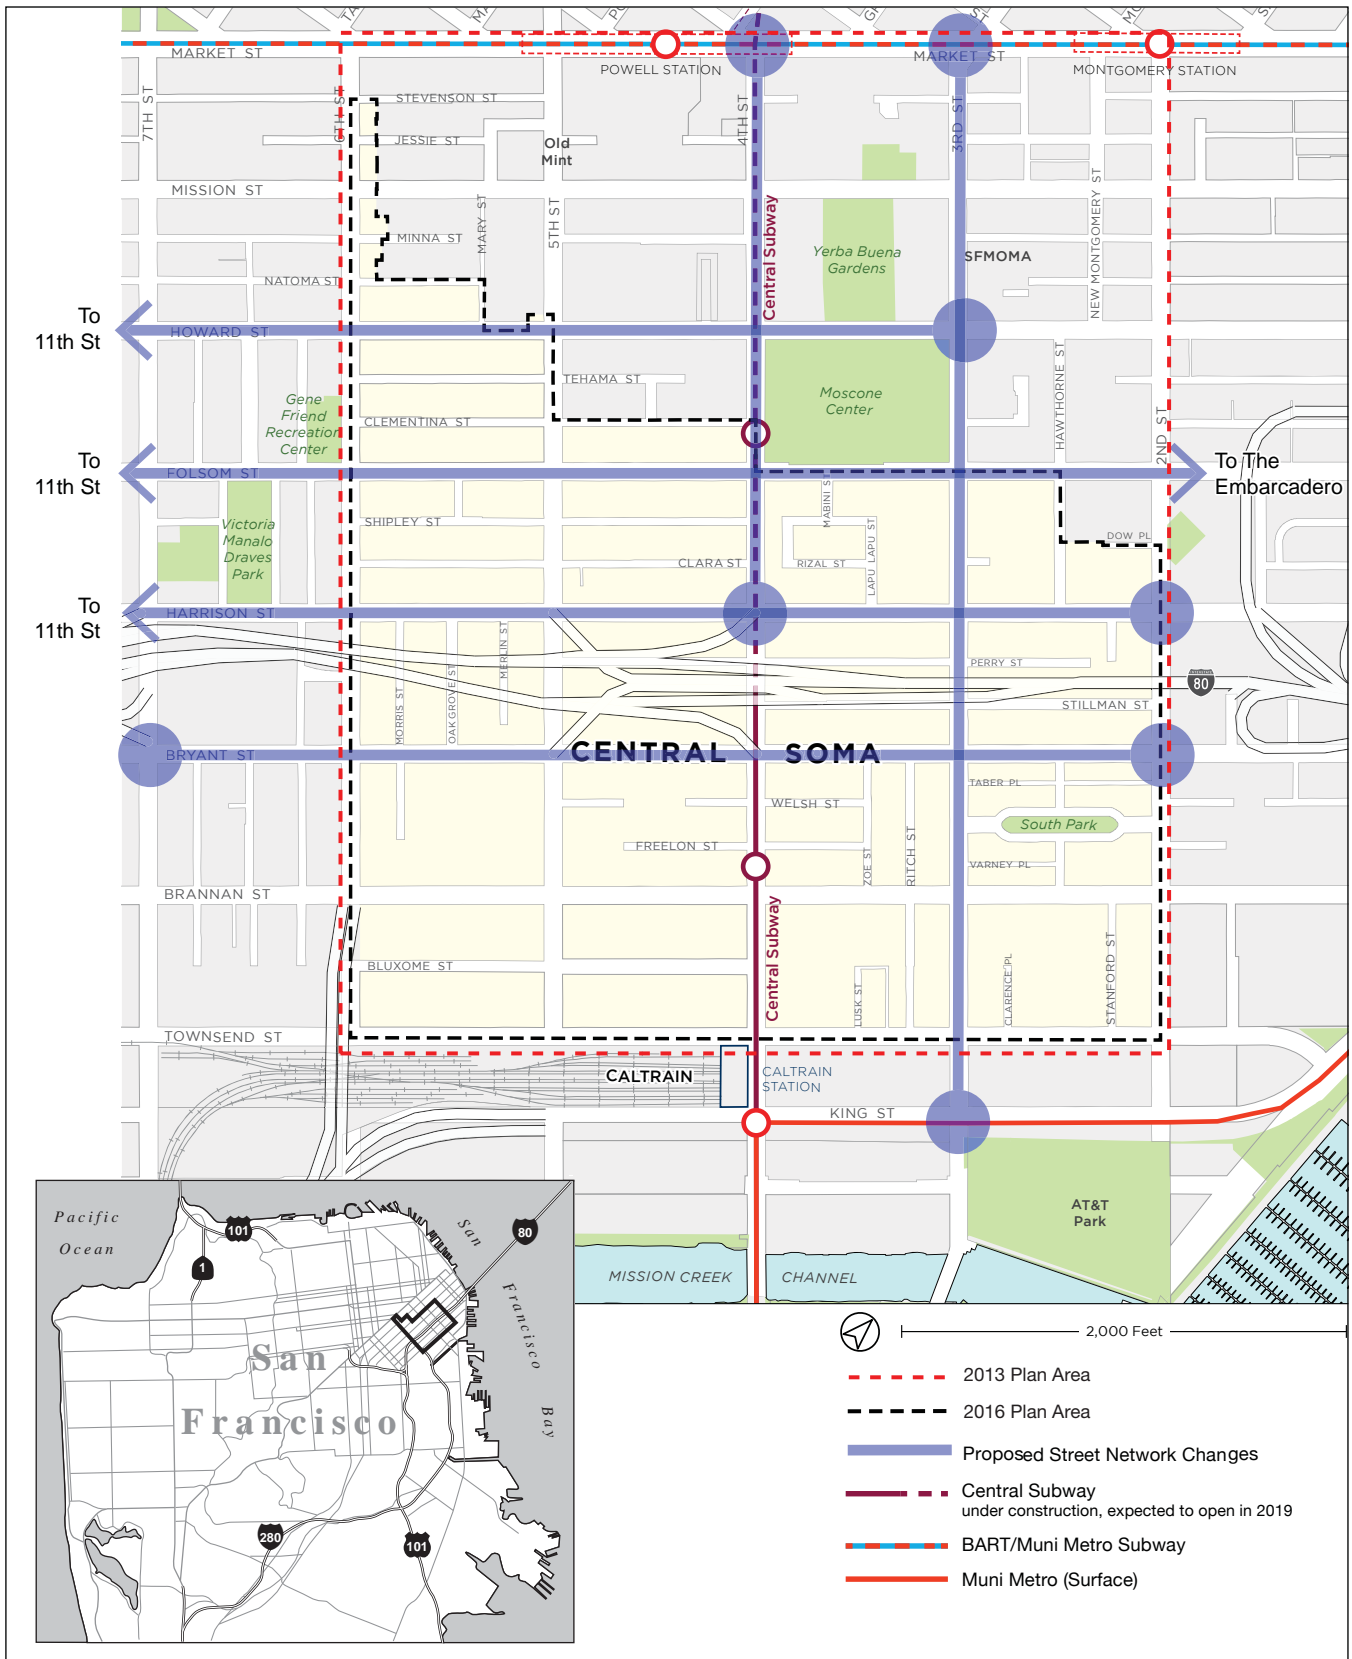 MARKET ST
POWELL STATION
MARKET ST
MONTGOMERY STATION
7TH ST
6TH ST
STEVENSON ST
JESSIE ST
Old
Mint
4TH ST
3RD ST
MISSION ST
MARY ST
5TH ST
MINNA ST
NATOMA ST
Central Subway
Yerba Buena
Gardens
SFMOMA
NEW MONTGOMERY ST
To
11th St
HOWARD ST
TEHAMA ST
Moscone
Center
HAWTHORNE ST
2ND ST
Gene
Friend
Recreation
Center
CLEMENTINA ST
To
11th St
FOLSOM ST
To The
Embarcadero
Victoria
Manalo
Draves
Park
SHIPLEY ST
MABINI S
LAPU LAPU ST
DOW PL
CLARA ST
RIZAL ST
To
11th St
HARRISON ST
MERLIN ST
PERRY ST
80
MORRIS ST
OAK GROVE ST
STILLMAN ST
BRYANT ST
CENTRAL SOMA
TABER PL
WELSH ST
South Park
FREELON ST
ZOE ST
RITCH ST
VARNEY PL
BRANNAN ST
Central Subway
BLUXOME ST
LUSK ST
CLARENCE PL
STANFORD ST
TOWNSEND ST
CALTRAIN
CALTRAIN
STATION
KING ST
AT&T
Park
MISSION CREEK CHANNEL
Pacific
Ocean
101
1
San
Francisco
Bay
80
San
Francisco
280
101
2,000 Feet
2013 Plan Area
2016 Plan Area
Proposed Street Network Changes
Central Subway
under construction, expected to open in 2019
BART/Muni Metro Subway
Muni Metro (Surface)